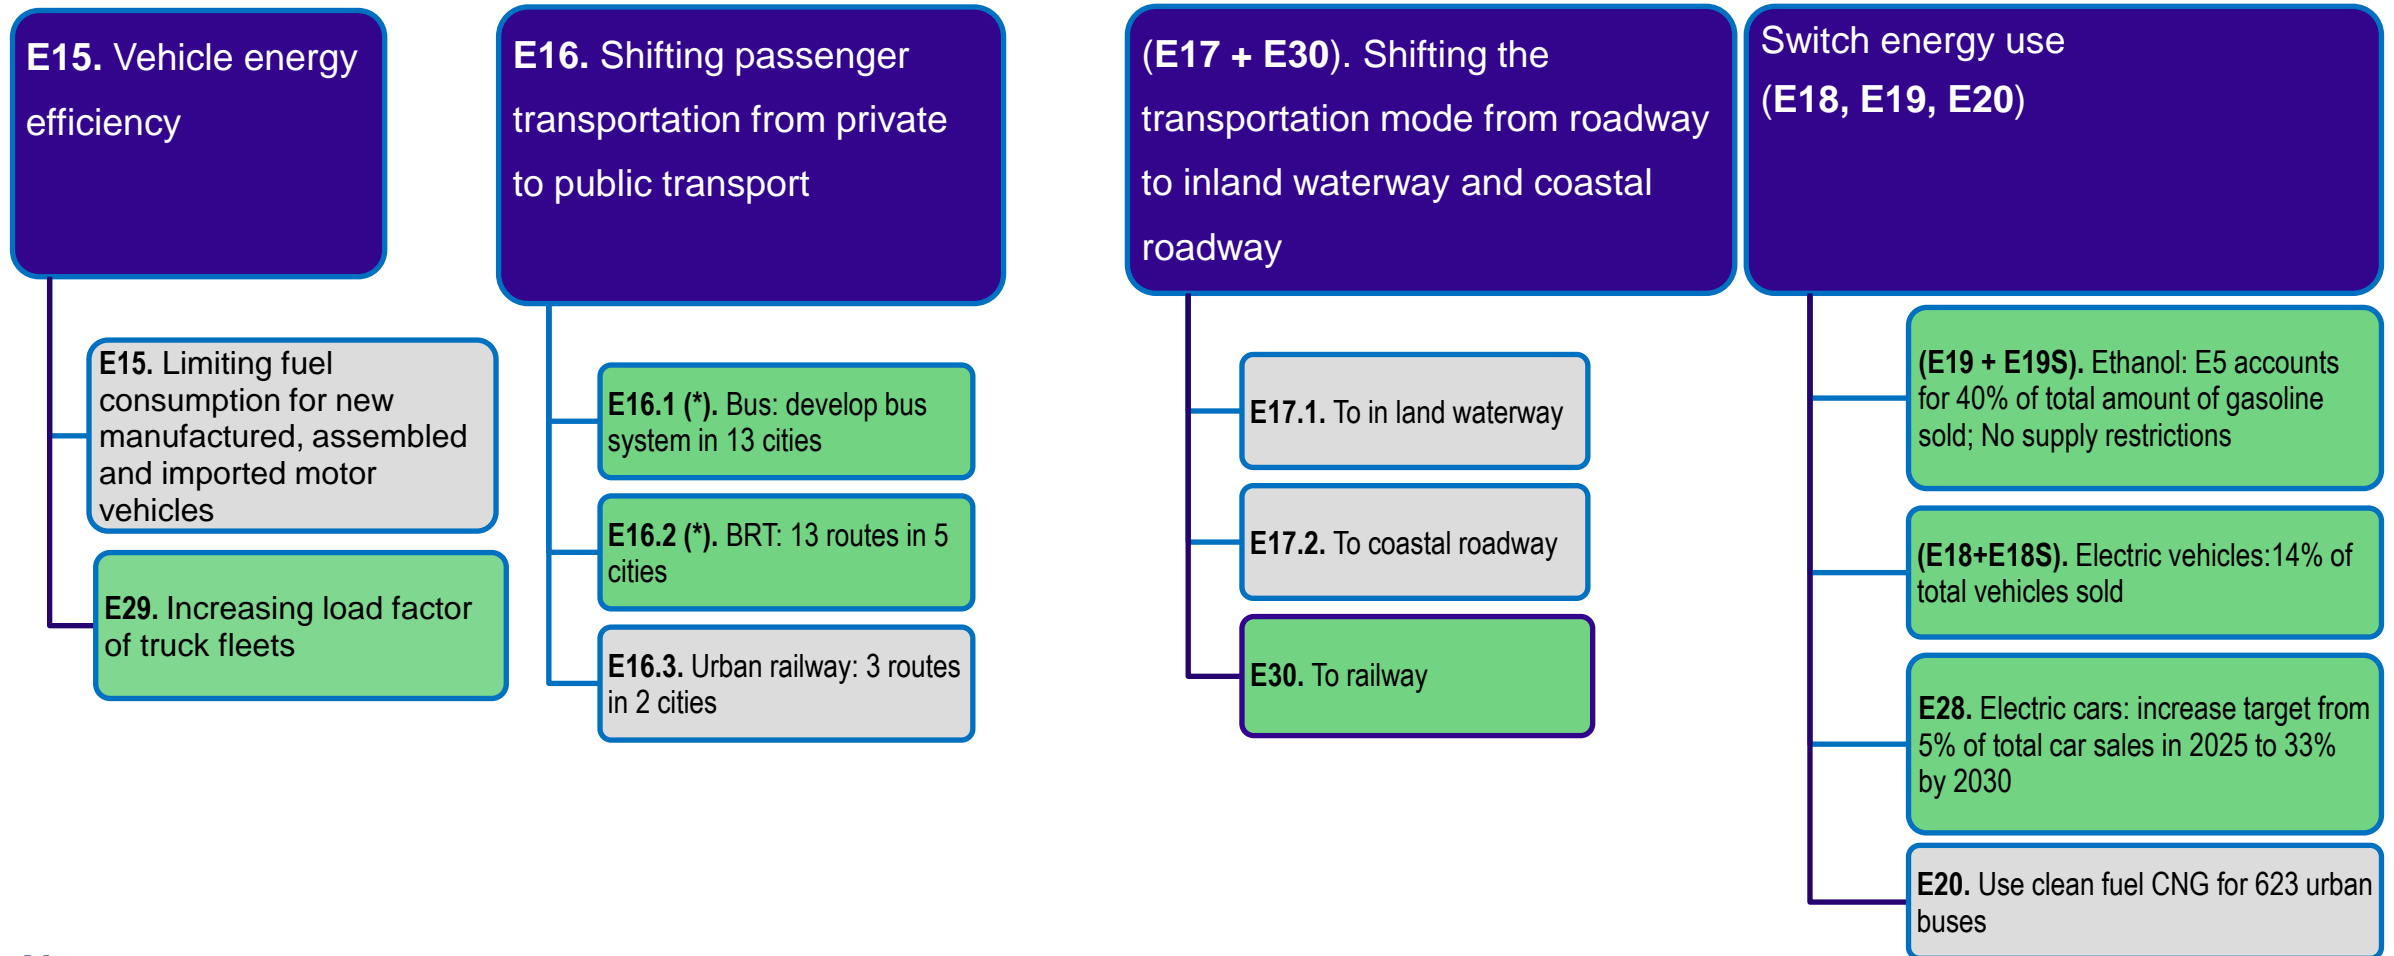 E15. Vehicle energy
efficiency
E15. Limiting fuel
consumption for new
manufactured, assembled
and imported motor
vehicles
E29. Increasing load factor
of truck fleets
E16. Shifting passenger
transportation from private
to public transport
E16.1 (*). Bus: develop bus
system in 13 cities
E16.2 (*). BRT: 13 routes in 5
cities
E16.3. Urban railway: 3 routes
in 2 cities
(E17 + E30). Shifting the
transportation mode from roadway
to inland waterway and coastal
roadway
E17.1. To in land waterway
E17.2. To coastal roadway
E30. To railway
Switch energy use
(E18, E19, E20)
(E19 + E19S). Ethanol: E5 accounts
for 40% of total amount of gasoline
sold; No supply restrictions
(E18+E18S). Electric vehicles:14% of
total vehicles sold
E28. Electric cars: increase target from
5% of total car sales in 2025 to 33%
by 2030
E20. Use clean fuel CNG for 623 urban
buses